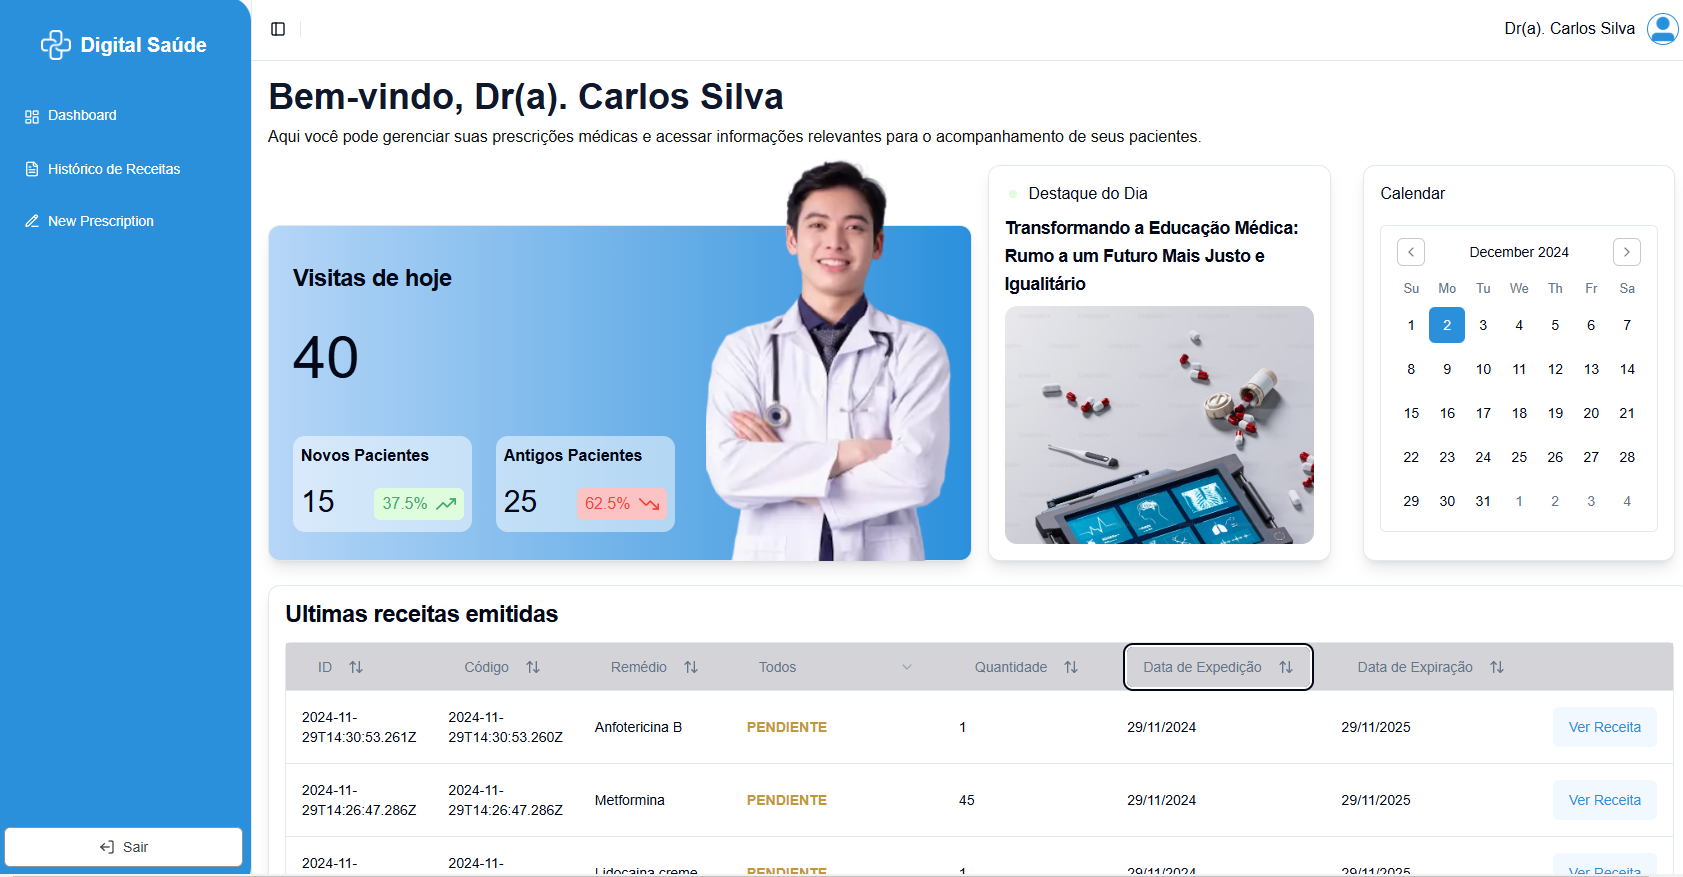 Digital Saúde
Dashboard
Histórico de Receitas
New Prescription
Sair
Dr(a). Carlos Silva
Bem-vindo, Dr(a). Carlos Silva
Aqui você pode gerenciar suas prescrições médicas e acessar informações relevantes para o acompanhamento de seus pacientes.
Visitas de hoje
40
Novos Pacientes
15 37.5%
Antigos Pacientes
25 62.5%
Destaque do Dia
Transformando a Educação Médica:
Rumo a um Futuro Mais Justo e
Igualitário
Calendar
December 2024
Su Mo Tu We Th Fr Sa
1 2 3 4 5 6 7
8 9 10 11 12 13 14
15 16 17 18 19 20 21
22 23 24 25 26 27 28
29 30 31 1 2 3 4
Ultimas receitas emitidas
ID Código Remédio Todos Quantidade Data de Expedição Data de Expiração
2024-11-
29T14:30:53.261Z
2024-11-
29T14:30:53.260Z
Anfotericina B PENDIENTE 1 29/11/2024 29/11/2025 Ver Receita
2024-11-
29T14:26:47.286Z
2024-11-
29T14:26:47.286Z
Metformina PENDIENTE 45 29/11/2024 29/11/2025 Ver Receita
2024-11-
2024-11-
Lidocaina creme PENDIENTE 1 29/11/2024 29/11/2025 Ver Receita